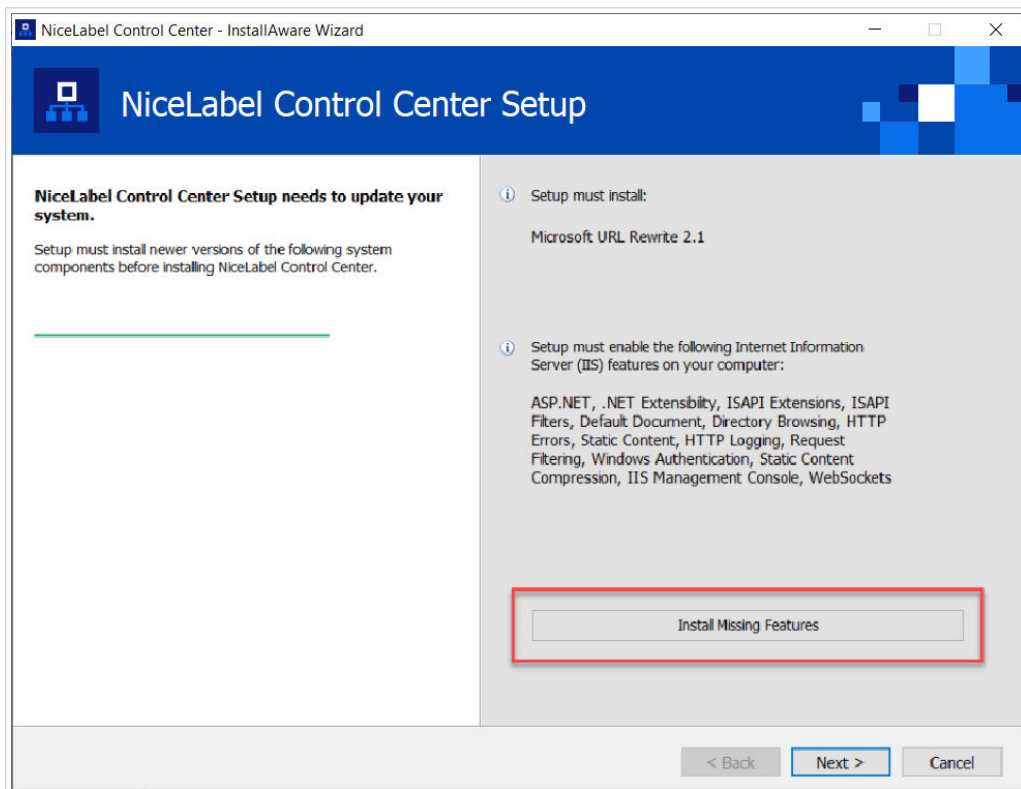 NiceLabel Control Center - InstallAware Wizard
NiceLabel Control Center Setup
NiceLabel Control Center Setup needs to update your
system.
Setup must install newer versions of the following system
components before installing NiceLabel Control Center.
Setup must install:
Microsoft URL Rewrite 2.1
Setup must enable the following Internet Information
Server (IIS) features on your computer:
ASP.NET, .NET Extensibilty, ISAPI Extensions, ISAPI
Filters, Default Document, Directory Browsing, HTTP
Errors, Static Content, HTTP Logging, Request
Filtering, Windows Authentication, Static Content
Compression, IIS Management Console, WebSockets
Install Missing Features
< Back
Next >
Cancel